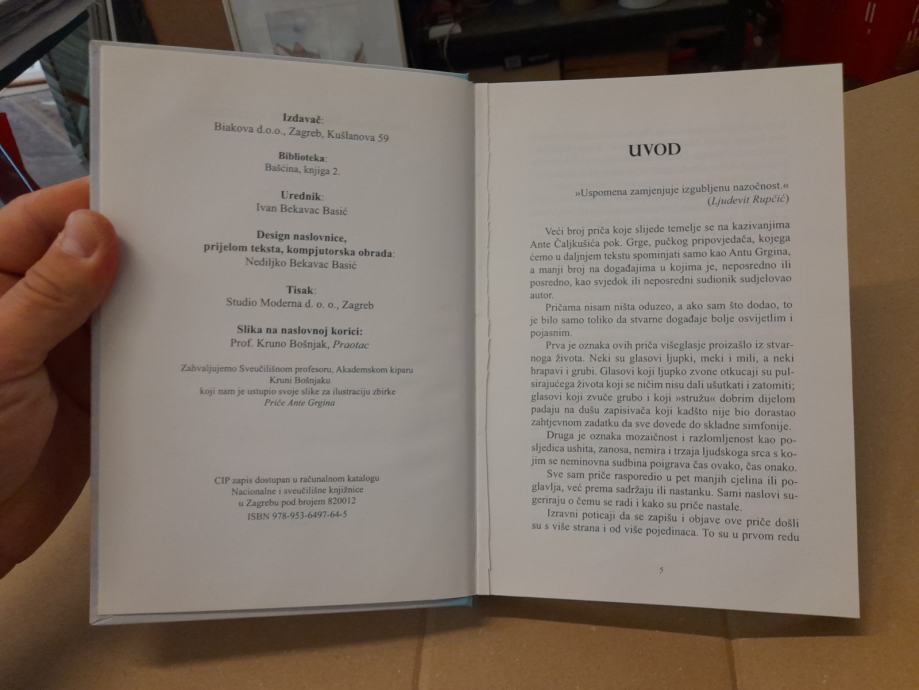 Izdavač:
Biakova d.o.o., Zagreb, Kušlanova 59
Biblioteka:
Bašćina, knjiga 2.
Urednik:
Ivan Bekavac Basić
Design naslovnice,
prijelom teksta, kompjutorska obrada:
Nediljko Bekavac Basić
Tisak:
Studio Moderna d. o. o., Zagreb
Slika na naslovnoj korici:
Prof. Kruno Bošnjak, Praotac
Zahvaljujemo Sveučilišnom profesoru, Akademskom kiparu
Kruni Bošnjaku
koji nam je ustupio svoje slike za ilustraciju zbirke
Priče Ante Grgina
CIP zapis dostupan u računalnom katalogu
Nacionalne i sveučilišne knjižnice
u Zagrebu pod brojem 820012
ISBN 978-953-6497-64-5
UVOD
»Uspomena zamjenjuje izgubljenu nazočnost.«
(Ljudevit Rupčić)
Veći broj priča koje slijede temelje se na kazivanjima
Ante Čaljkušića pok. Grge, pučkog pripovjedača, kojega
ćemo u daljnjem tekstu spominjati samo kao Antu Grgina,
a manji broj na događajima u kojima je, neposredno ili
posredno, kao svjedok ili neposredni sudionik sudjelovao
autor.
Pričama nisam ništa oduzeo, a ako sam što dodao, to
je bilo samo toliko da stvarne događaje bolje osvijetlim i
pojasnim.
Prva je oznaka ovih priča višeglasje proizašlo iz stvar-
noga života. Neki su glasovi ljupki, meki i mili, a neki
hrapavi i grubi. Glasovi koji ljupko zvone otkucaji su pul-
sirajućega života koji se ničim nisu dali ušutkati i zatomiti;
glasovi koji zvuče grubo i koji »stružu« dobrim dijelom
padaju na dušu zapisivača koji kadšto nije bio dorastao
zahtjevnom zadatku da sve dovede do skladne simfonije.
Druga je oznaka mozaičnost i razlomljenost kao po-
sljedica ushita, zanosa, nemira i trzaja ljudskoga srca s ko-
jim se neminovna sudbina poigrava čas ovako, čas onako.
Sve sam priče rasporedio u pet manjih cjelina ili po-
glavlja, već prema sadržaju ili nastanku. Sami naslovi su-
geriraju o čemu se radi i kako su priče nastale.
Izravni poticaji da se zapišu i objave ove priče došli
su s više strana i od više pojedinaca. To su u prvom redu
5